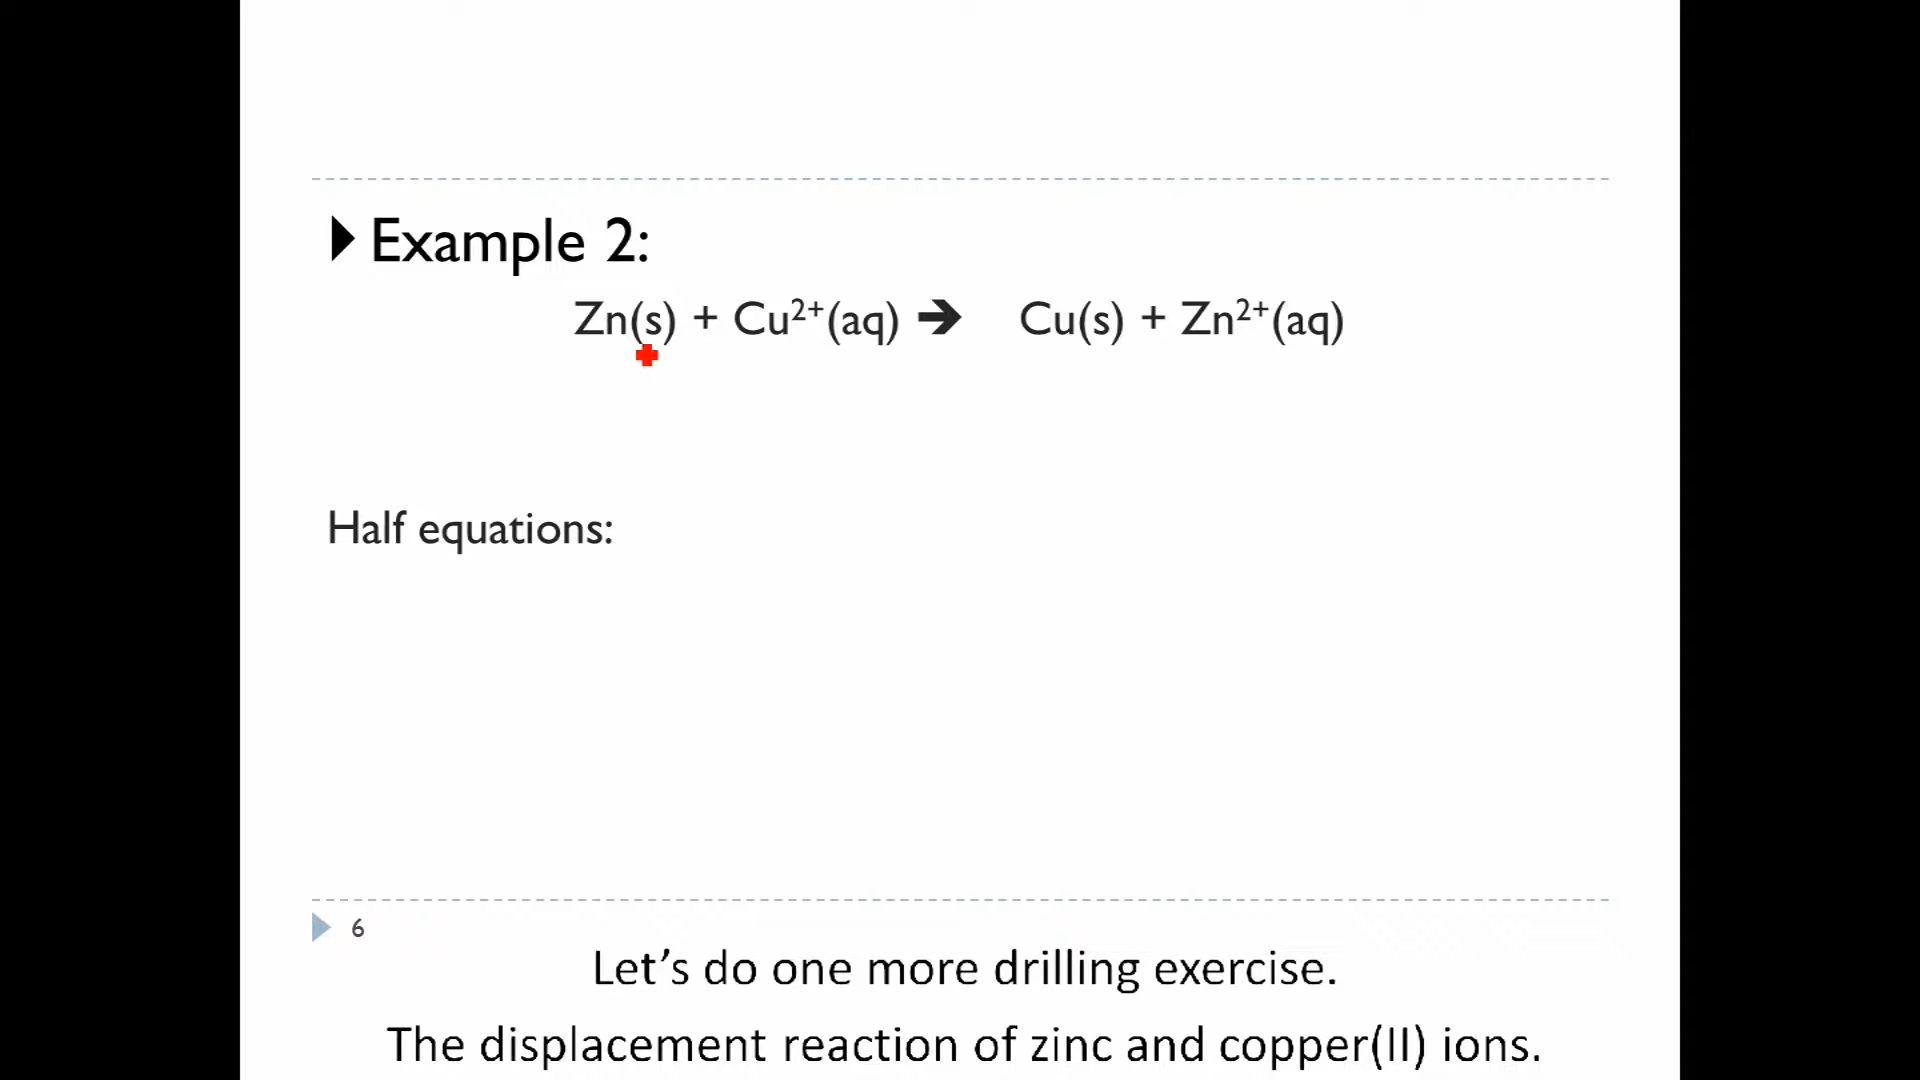 Example 2:
Zn(s) + Cu²⁺(aq) → Cu(s) + Zn²⁺(aq)
Half equations:
6
Let’s do one more drilling exercise.
The displacement reaction of zinc and copper(II) ions.